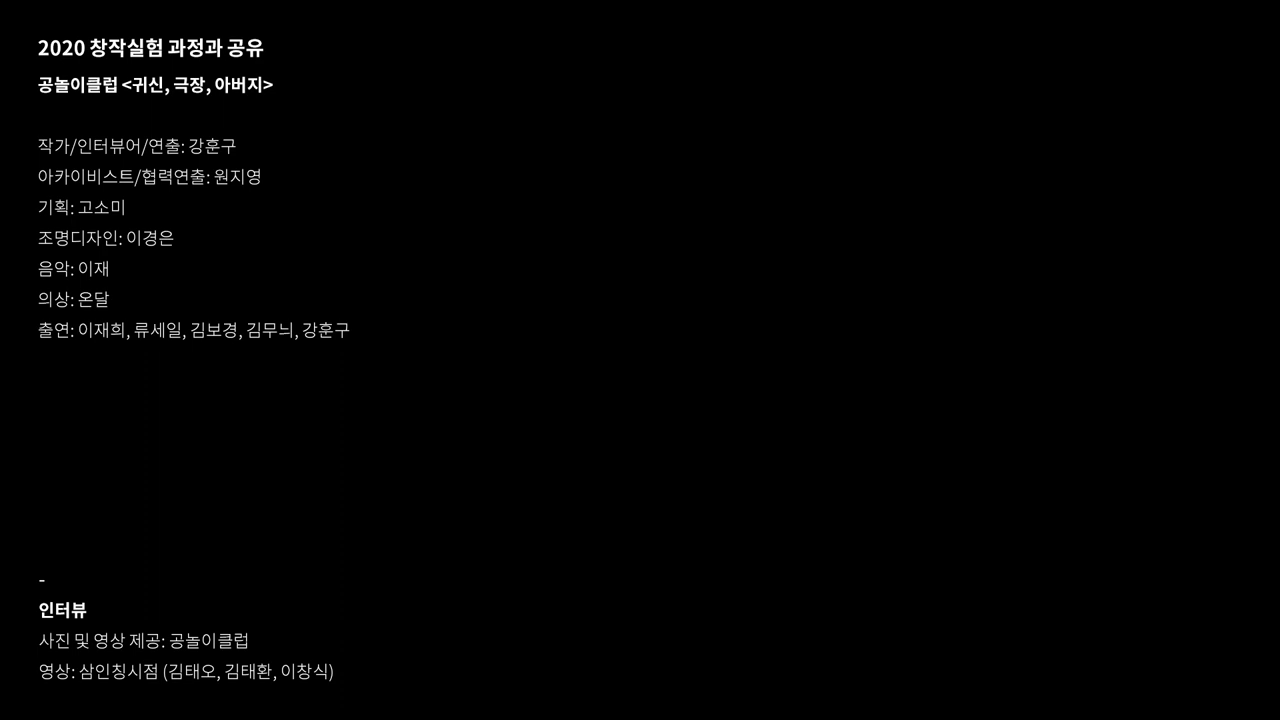 2020 창작실험 과정과 공유
공놀이클럽 <귀신, 극장, 아버지>
작가/인터뷰어/연출: 강훈구
아카이비스트/협력연출: 원지영
기획: 고소미
조명디자인: 이경은
음악: 이재
의상: 온달
출연: 이재희, 류세일, 김보경, 김무늬, 강훈구
-
인터뷰
사진 및 영상 제공: 공놀이클럽
영상: 삼인칭시점 (김태오, 김태환, 이창식)